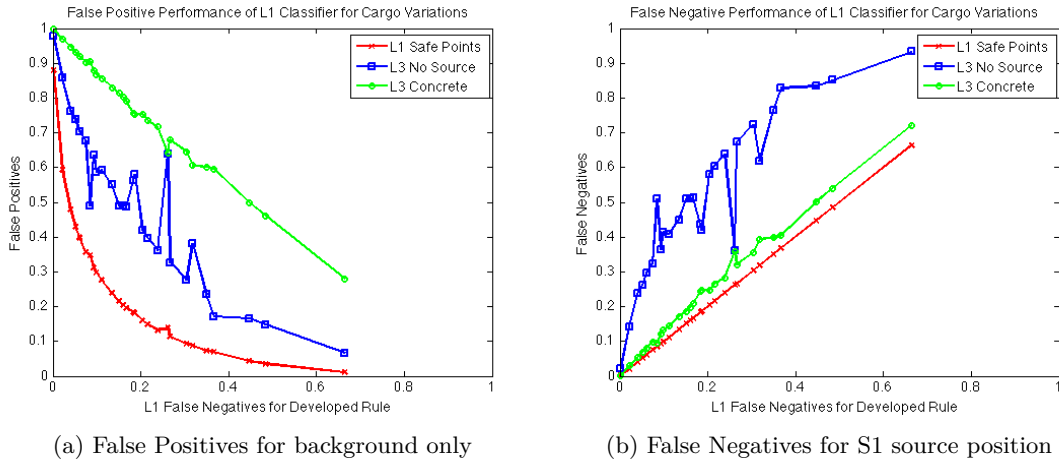 False Positive Performance of L1 Classifier for Cargo Variations
L1 Safe Points
L3 No Source
L3 Concrete
False Positives
1
0.9
0.8
0.7
0.6
0.5
0.4
0.3
0.2
0.1
0
0 0.2 0.4 0.6 0.8 1
L1 False Negatives for Developed Rule
(a) False Positives for background only
False Negative Performance of L1 Classifier for Cargo Variations
L1 Safe Points
L3 No Source
L3 Concrete
False Negatives
1
0.9
0.8
0.7
0.6
0.5
0.4
0.3
0.2
0.1
0
0 0.2 0.4 0.6 0.8 1
L1 False Negatives for Developed Rule
(b) False Negatives for S1 source position